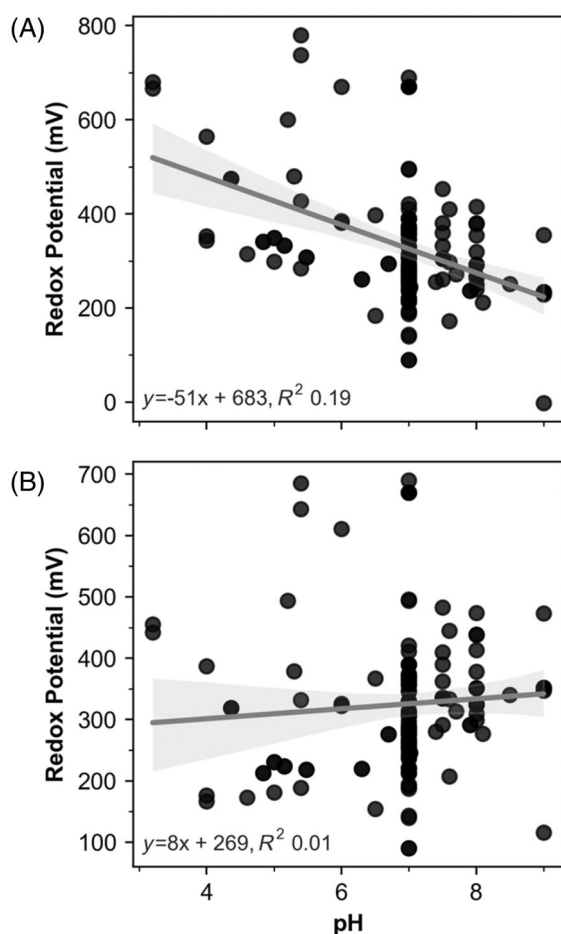 (A)
800
600
400
200
0
Redox Potential (mV)
y=-51x + 683, R² 0.19
(B)
700
600
500
400
300
200
100
Redox Potential (mV)
y=8x + 269, R² 0.01
4 6 8
pH